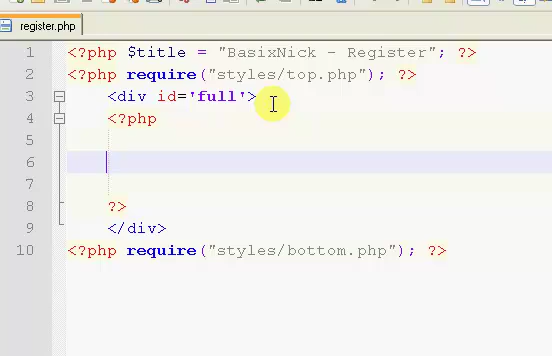 register.php
1 <?php $title = "BasixNick - Register"; ?>
2 <?php require("styles/top.php"); ?>
3 <div id='full'>
4 <?php
5
6
7
8 ?>
9 </div>
10 <?php require("styles/bottom.php"); ?>